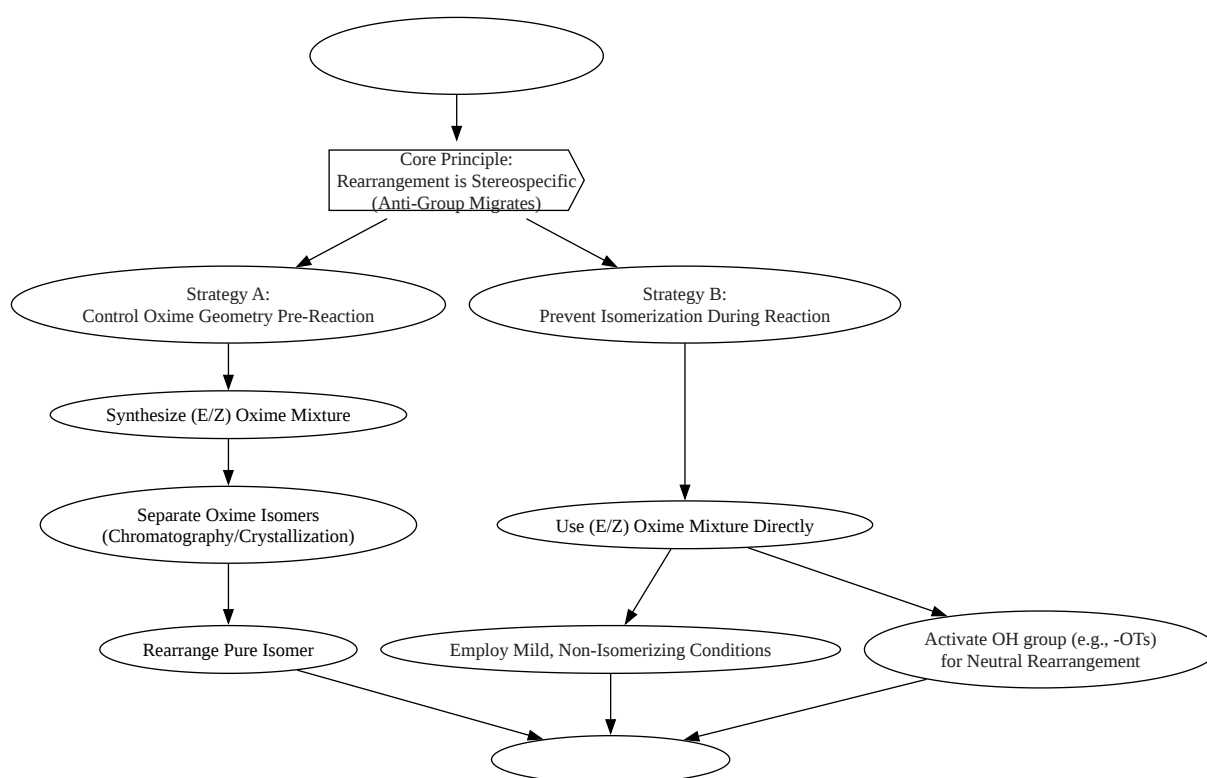 Core Principle:
Rearrangement is Stereospecific
(Anti-Group Migrates)
Strategy A:
Control Oxime Geometry Pre-Reaction
Strategy B:
Prevent Isomerization During Reaction
Synthesize (E/Z) Oxime Mixture
Separate Oxime Isomers
(Chromatography/Crystallization)
Use (E/Z) Oxime Mixture Directly
Rearrange Pure Isomer
Employ Mild, Non-Isomerizing Conditions
Activate OH group (e.g., -OTs)
for Neutral Rearrangement